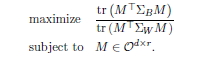 maximize tr (M⊤Σ_B M) / tr (M⊤Σ_W M)
subject to M ∈ 𝒪^{d×r}.